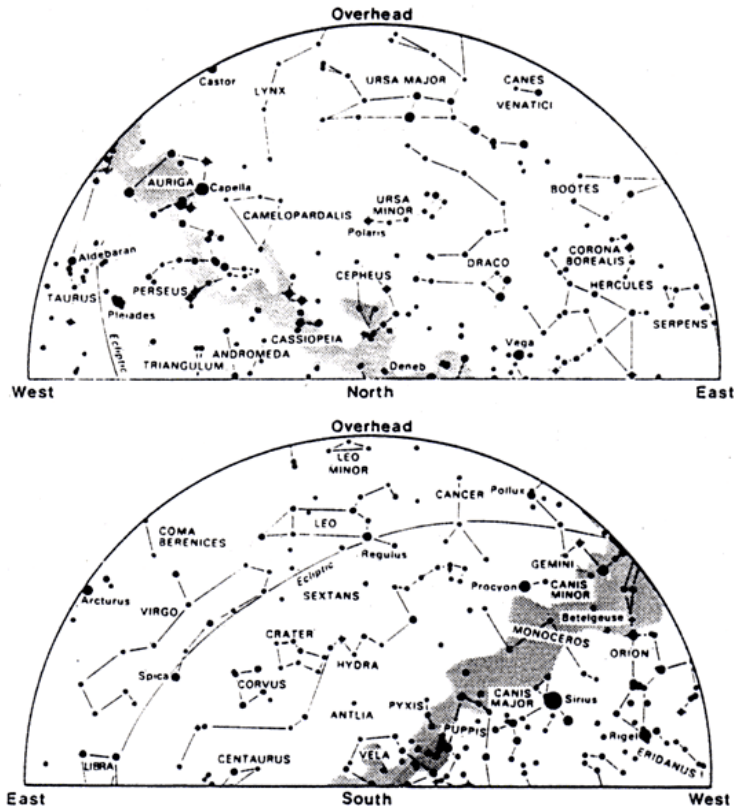 Overhead
Castor
LYNX
URSA MAJOR
CANES
VENATICI
AURIGA
Capella
CAMELOPARDALIS
URSA
MINOR
Polaris
BOOTES
Aldebaran
TAURUS
PERSEUS
Pleiades
CEPHEUS
DRACO
CORONA
BOREALIS
HERCULES
SERPENS
Ecliptic
TRIANGULUM
ANDROMEDA
CASSIOPEIA
Deneb
Vega
West
North
East
Overhead
LEO
MINOR
CANCER
Pollux
COMA
BERENICES
LEO
Regulus
GEMINI
Arcturus
VIRGO
Ecliptic
SEXTANS
Procyon
CANIS
MINOR
Betelgeuse
MONOCEROS
ORION
CRATER
HYDRA
Spica
CORVUS
ANTLIA
PYXIS
CANIS
MAJOR
Sirius
PUPPIS
Rigel
ERIDANUS
LIBRA
CENTAURUS
VELA
East
South
West